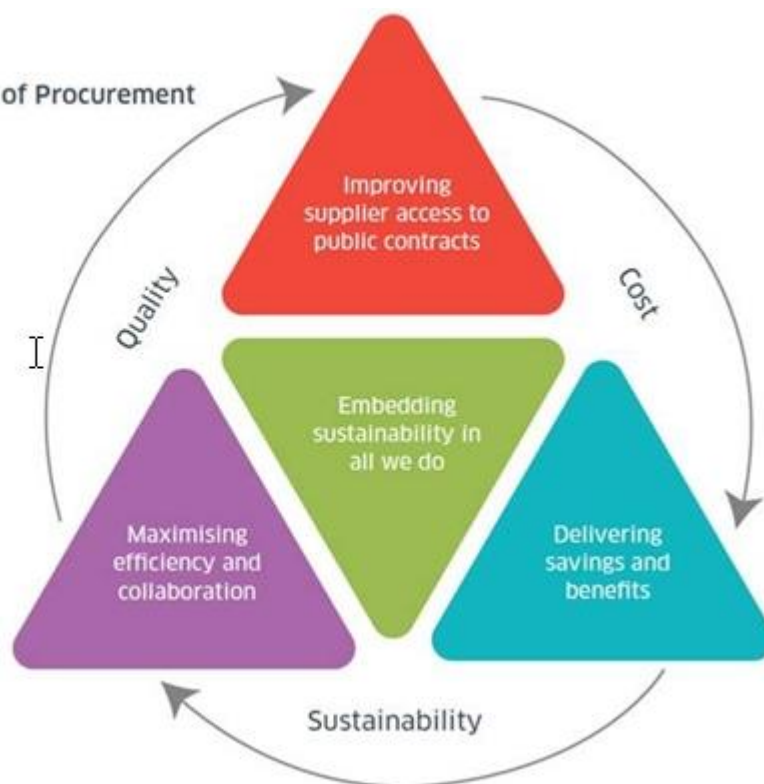 of Procurement
Improving
supplier access to
public contracts
Quality
Cost
Embedding
sustainability in
all we do
Maximising
efficiency and
collaboration
Delivering
savings and
benefits
Sustainability